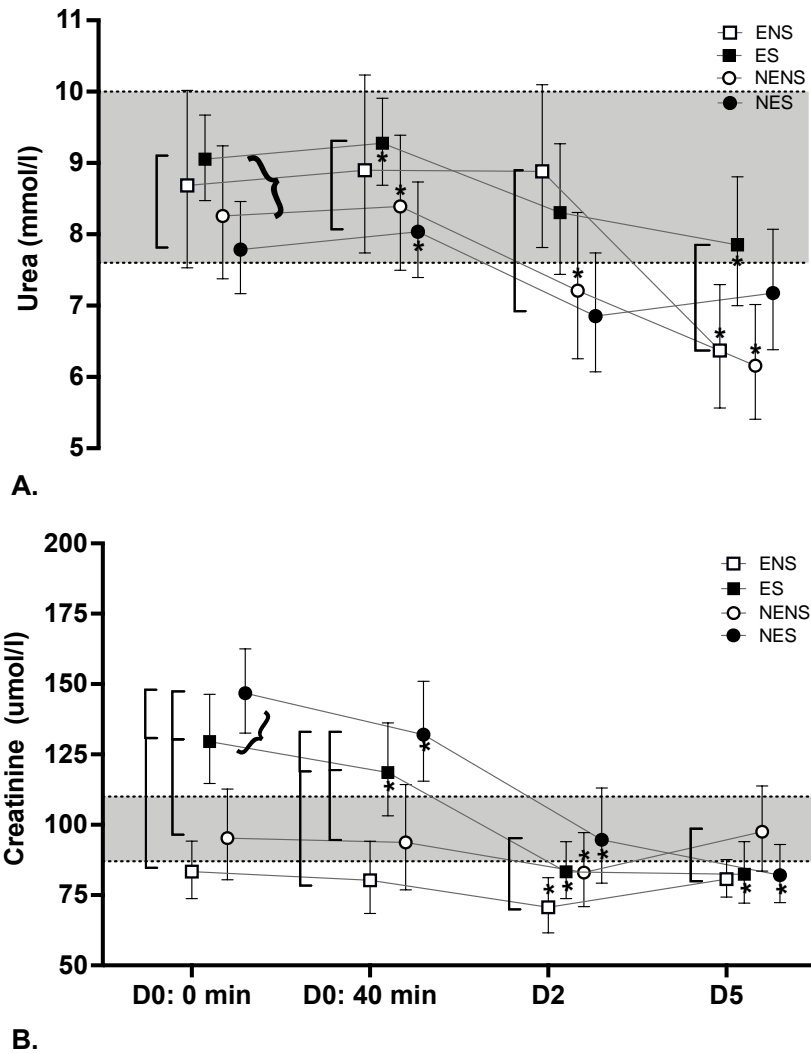 ENS
ES
NENS
NES
Urea (mmol/l)
11
10
9
8
7
6
5
*
*
*
*
*
*
*
A.
ENS
ES
NENS
NES
Creatinine (umol/l)
200
175
150
125
100
75
50
*
*
*
*
*
*
*
*
D0: 0 min
D0: 40 min
D2
D5
B.